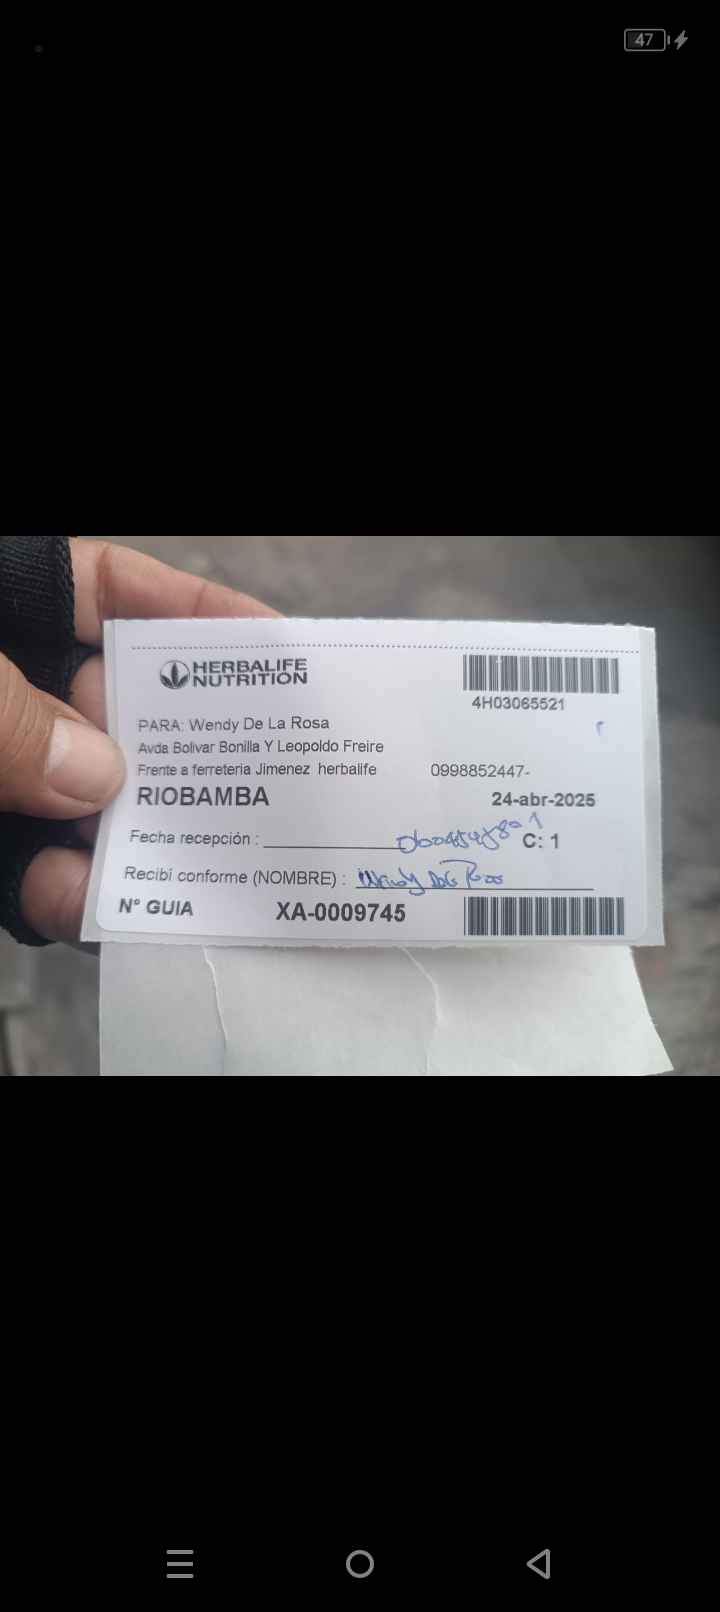 47
HERBALIFE
NUTRITION
4H03065521
PARA: Wendy De La Rosa
Avda Bolivar Bonilla Y Leopoldo Freire
Frente a ferreteria Jimenez herbalife 0998852447-
RIOBAMBA 24-abr-2025
Fecha recepción : C: 1
Recibí conforme (NOMBRE) :
N° GUIA XA-0009745